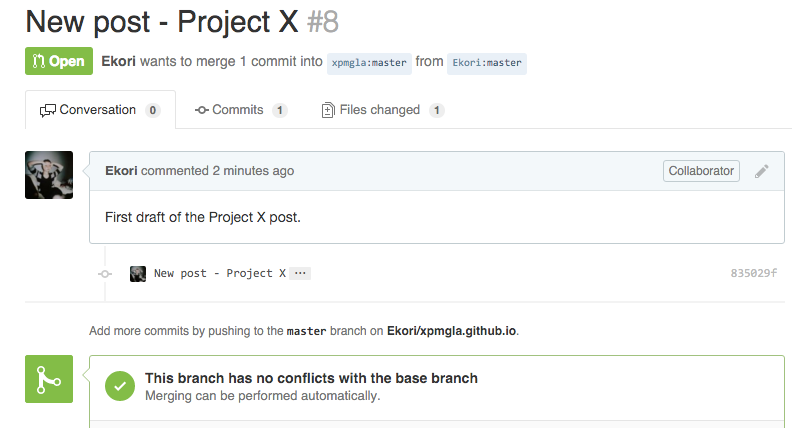 New post - Project X #8
Open Ekori wants to merge 1 commit into xpmgla:master from Ekori:master
Conversation 0 Commits 1 Files changed 1
Ekori commented 2 minutes ago Collaborator
First draft of the Project X post.
New post - Project X ... 835029f
Add more commits by pushing to the master branch on Ekori/xpmgla.github.io.
This branch has no conflicts with the base branch
Merging can be performed automatically.